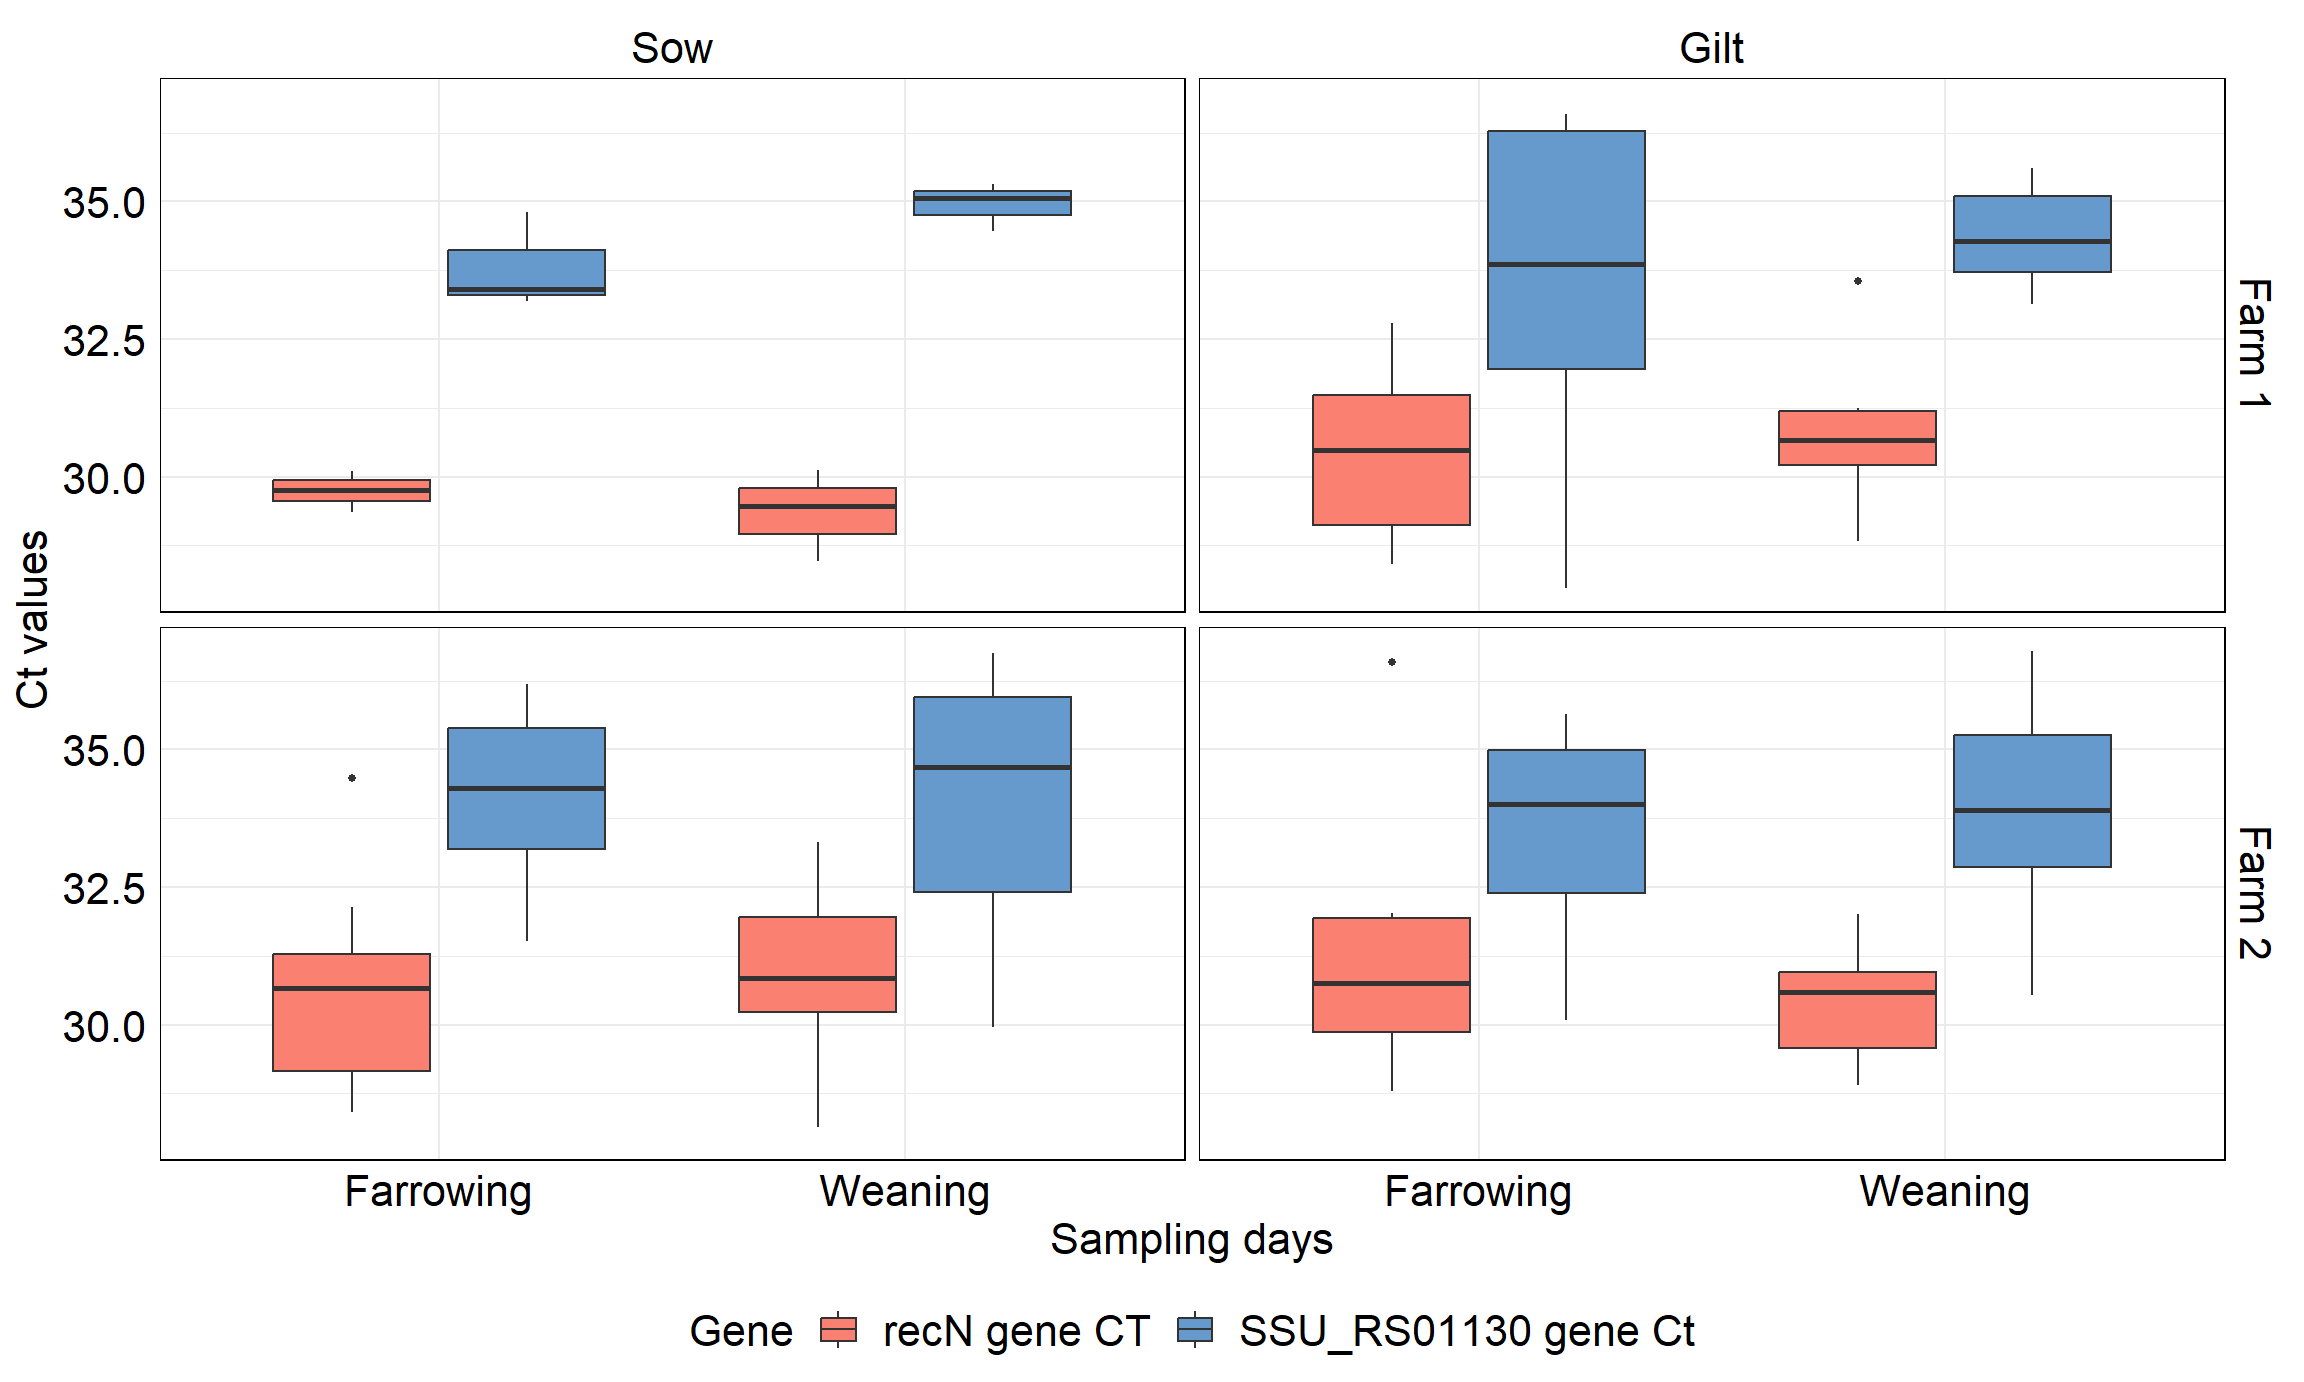 Sow
Gilt
35.0
32.5
30.0
Farm 1
Ct values
35.0
32.5
30.0
Farm 2
Farrowing
Weaning
Farrowing
Weaning
Sampling days
Gene recN gene CT SSU_RS01130 gene Ct